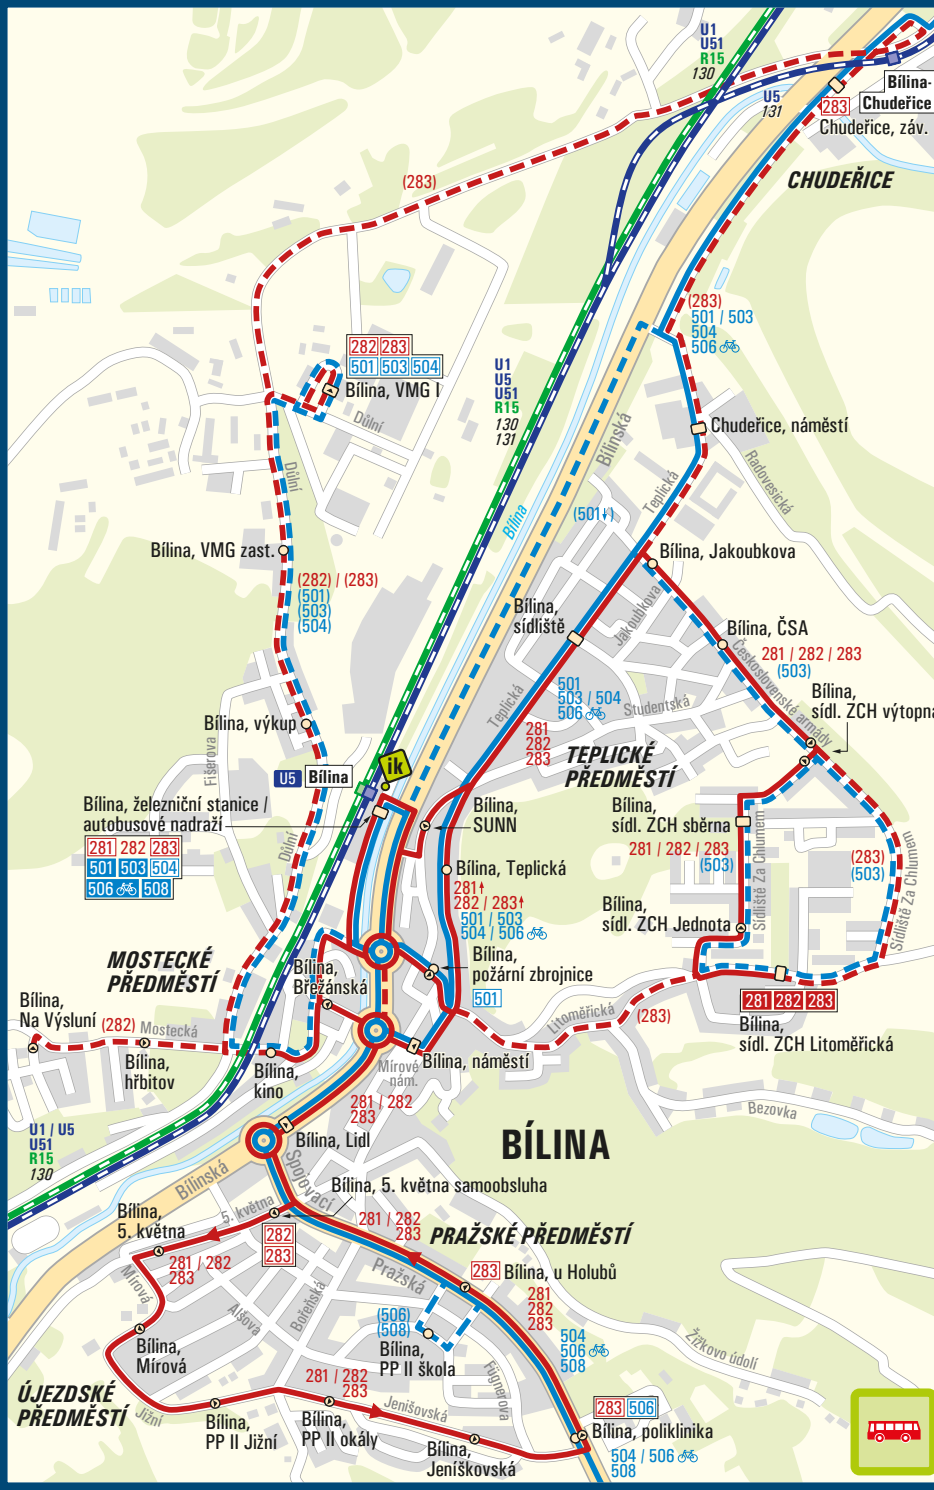 U1
U51
R15
130
U5
131
Bílina-
Chudeřice
283
Chudeřice, záv.
CHUDEŘICE
(283)
(283)
501 / 503
504
506
282 283
501 503 504
Bílina, VMG I
Důlní
U1
U5
U51
R15
130
131
Bílinská
Chudeřice, náměstí
Radovesická
Teplická
Důlní
Bílina
(501)
Bílina, VMG zast.
Bílina, Jakoubkova
(282) / (283)
(501)
(503)
(504)
Bílina,
sídliště
Jakoubkova
Bílina, ČSA
281 / 282 / 283
(503)
Československé armády
Bílina,
sídl. ZCH výtopna
501
503 / 504
506
Studentská
Teplická
281
282
283
TEPLICKÉ
PŘEDMĚSTÍ
Bílina, výkup
Fišerova
U5 Bílina
ik
Bílina, železniční stanice /
autobusové nadraží
281 282 283
501 503 504
506 508
Důlní
Bílina,
SUNN
Bílina,
sídl. ZCH sběrna
281 / 282 / 283
(503)
Sídliště Za Chlumem
(283)
(503)
Sídliště Za Chlumem
Bílina, Teplická
281
282 / 283
501 / 503
504 / 506
Bílina,
sídl. ZCH Jednota
MOSTECKÉ
PŘEDMĚSTÍ
Bílina,
Břežánská
Bílina,
požární zbrojnice
501
281 282 283
Bílina,
sídl. ZCH Litoměřická
Litoměřická
(283)
Bílina,
Na Výsluní
(282)
Mostecká
Bílina,
hřbitov
Bílina,
kino
Mírové
nám.
Bílina, náměstí
281 / 282
283
Bezovka
U1 / U5
U51
R15
130
Bílina, Lidl
BÍLINA
Bílinská
Spojovací
Bílina, 5. května samoobsluha
Bílina,
5. května
5. května
282
283
281 / 282
283
PRAŽSKÉ PŘEDMĚSTÍ
281 / 282
283
Mírová
Pražská
283 Bílina, u Holubů
281
282
283
Alšova
Bořeňská
(506)
(508)
Bílina,
PP II škola
504
506
508
Žižkovo údolí
Bílina,
Mírová
281 / 282
283
Fügnerova
ÚJEZDSKÉ
PŘEDMĚSTÍ
Jižní
Bílina,
PP II Jižní
Bílina,
PP II okály
Jenišovská
283 506
Bílina, poliklinika
Bílina,
Jeníškovská
504 / 506
508